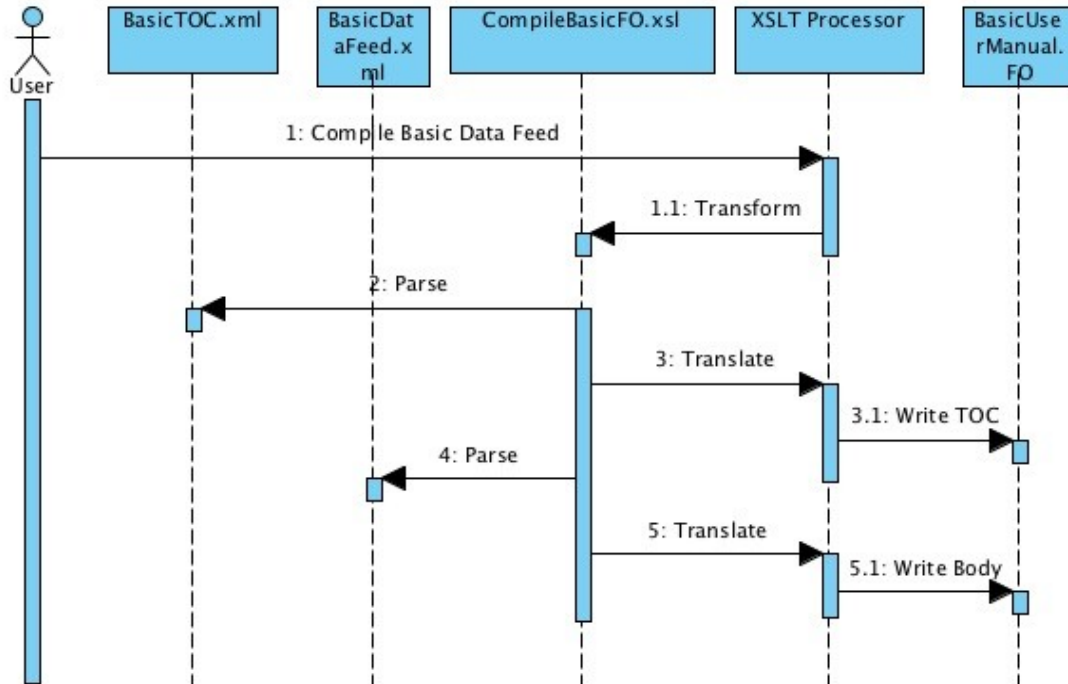 BasicTOC.xml
BasicDat
aFeed.x
ml
CompileBasicFO.xsl
XSLT Processor
BasicUse
rManual.
FO
User
1: Compile Basic Data Feed
1.1: Transform
2: Parse
3: Translate
3.1: Write TOC
4: Parse
5: Translate
5.1: Write Body